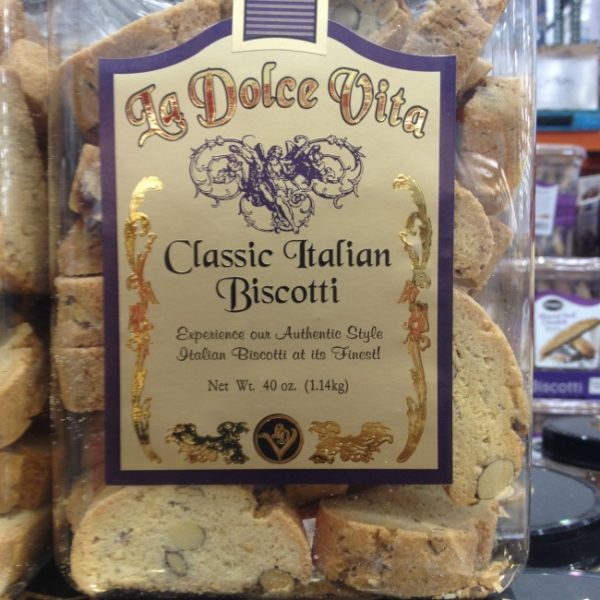 La Dolce Vita
Classic Italian
Biscotti
Experience our Authentic Style
Italian Biscotti at its Finest!
Net Wt. 40 oz. (1.14kg)
Biscotti